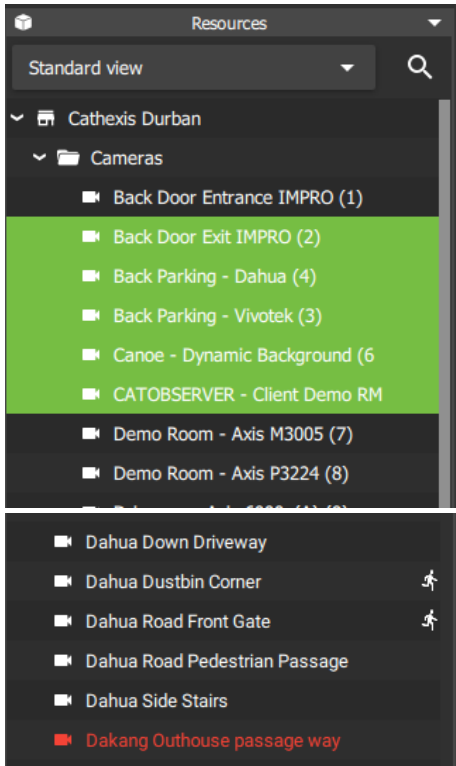 Resources
Standard view
Cathexis Durban
Cameras
Back Door Entrance IMPRO (1)
Back Door Exit IMPRO (2)
Back Parking - Dahua (4)
Back Parking - Vivotek (3)
Canoe - Dynamic Background (6
CATOBSERVER - Client Demo RM
Demo Room - Axis M3005 (7)
Demo Room - Axis P3224 (8)
Dahua Down Driveway
Dahua Dustbin Corner
Dahua Road Front Gate
Dahua Road Pedestrian Passage
Dahua Side Stairs
Dakang Outhouse passage way